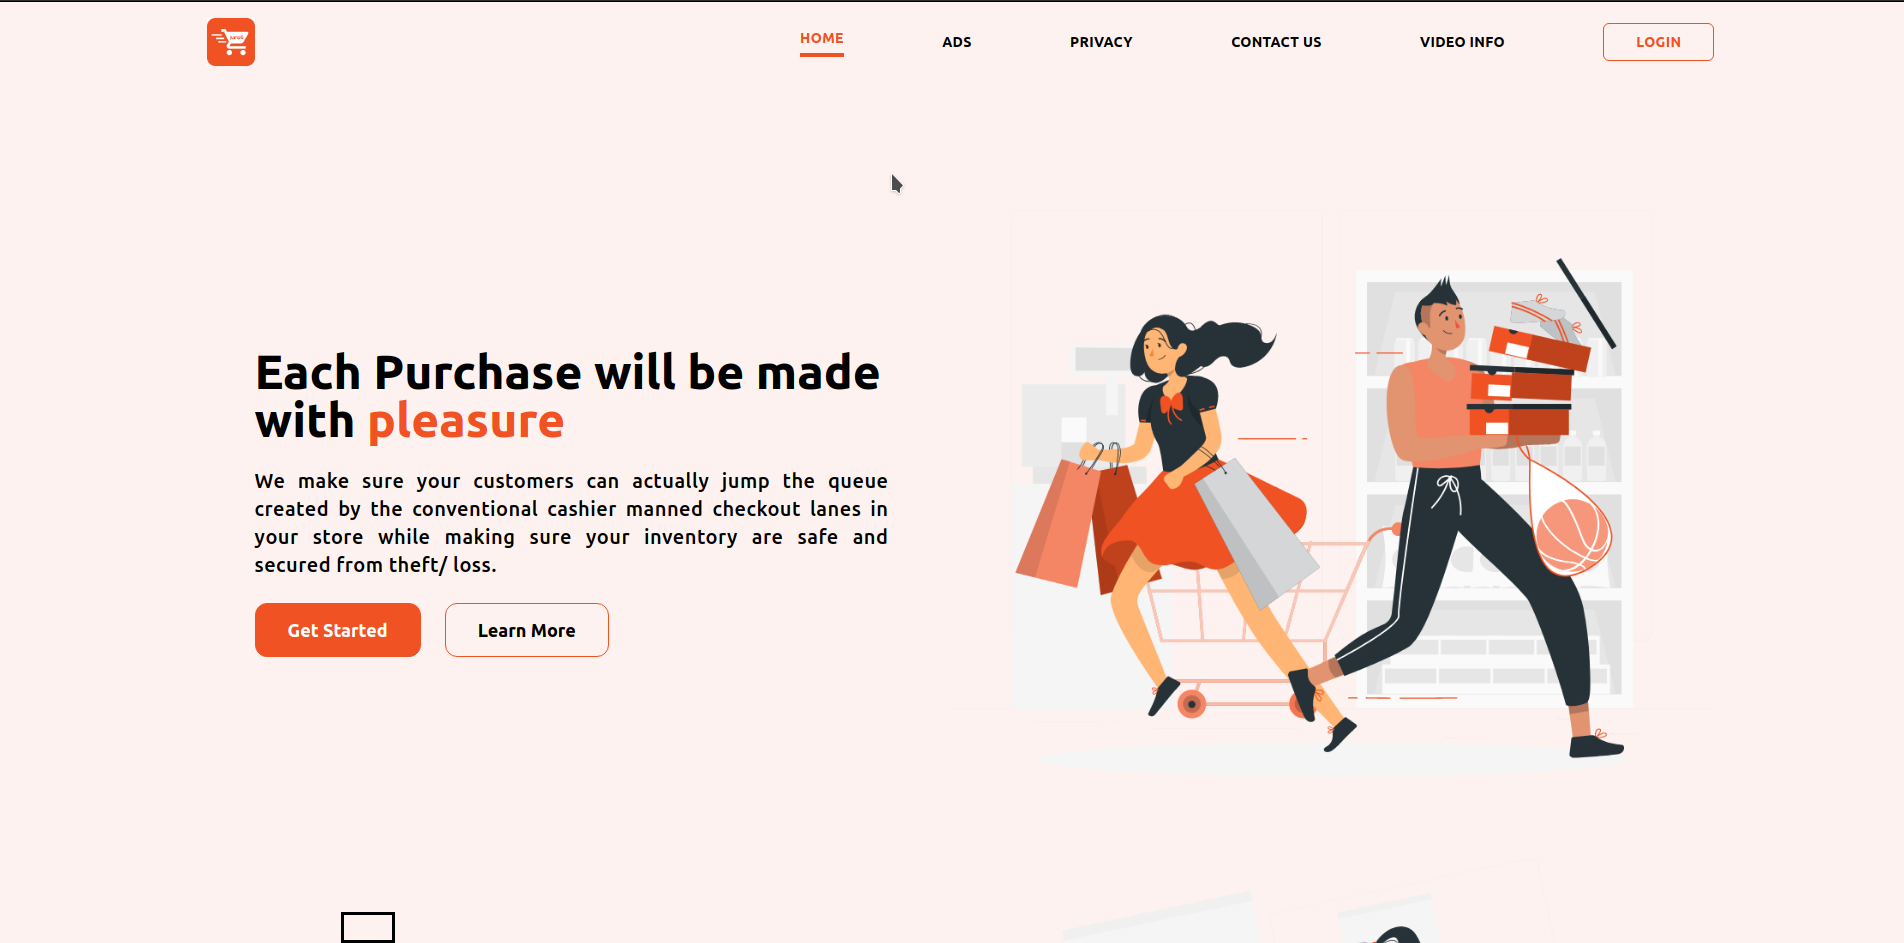 HOME
ADS
PRIVACY
CONTACT US
VIDEO INFO
LOGIN
Each Purchase will be made
with pleasure
We make sure your customers can actually jump the queue
created by the conventional cashier manned checkout lanes in
your store while making sure your inventory are safe and
secured from theft/ loss.
Get Started
Learn More